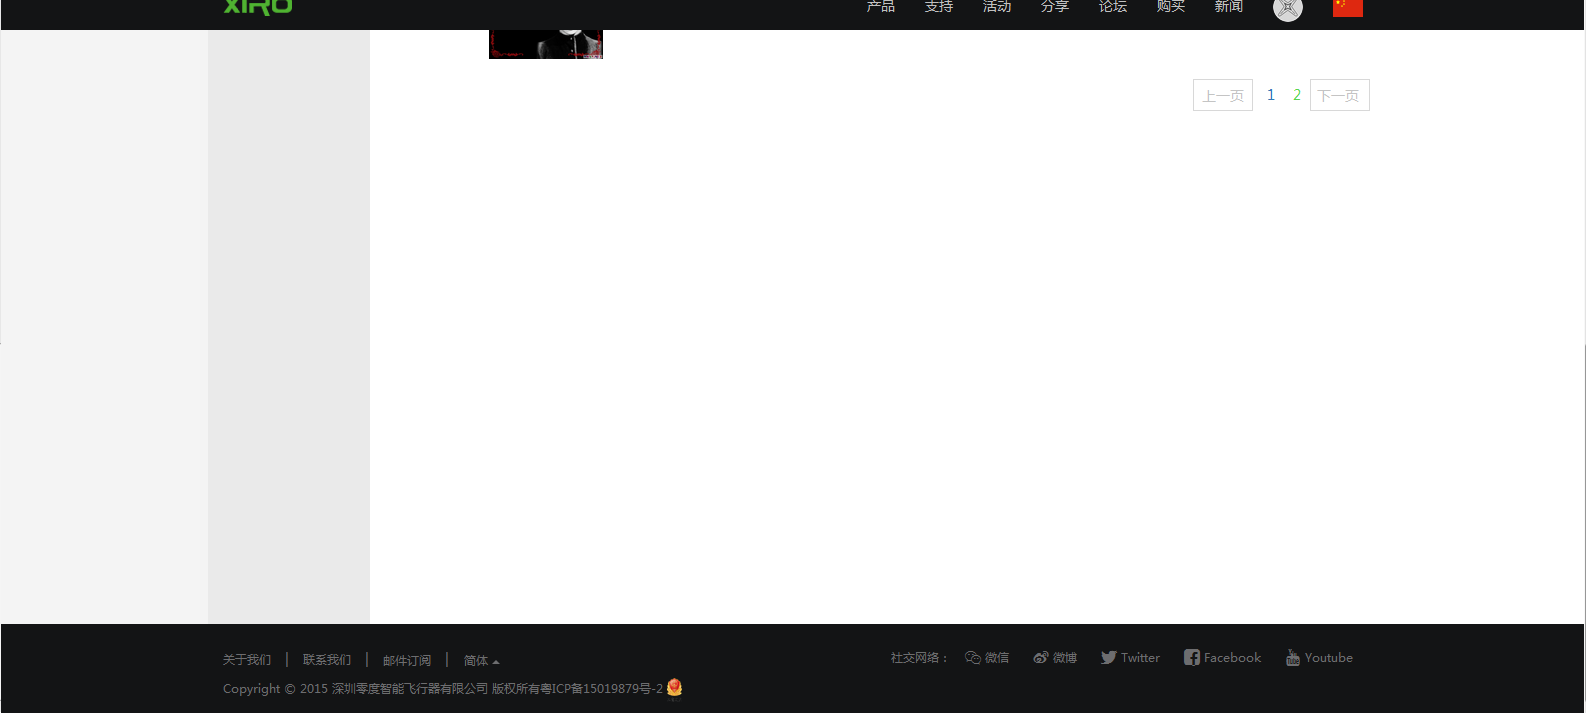 XIRO
产品 支持 活动 分享 论坛 购买 新闻
上一页 1 2 下一页
关于我们 | 联系我们 | 邮件订阅 | 简体
社交网络： 微信 微博 Twitter Facebook Youtube
Copyright © 2015 深圳零度智能飞行器有限公司 版权所有粤ICP备15019879号-2